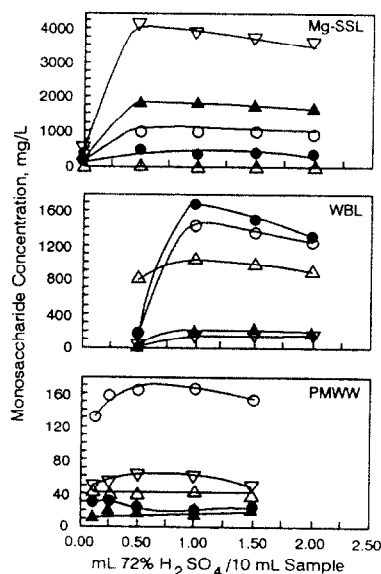 Mg-SSL
4000
3000
2000
1000
0
WBL
1600
1200
800
400
0
PMWW
160
120
80
40
0
0.00 0.50 1.00 1.50 2.00 2.50
mL 72% H2SO4/10 mL Sample
Monosaccharide Concentration, mg/L